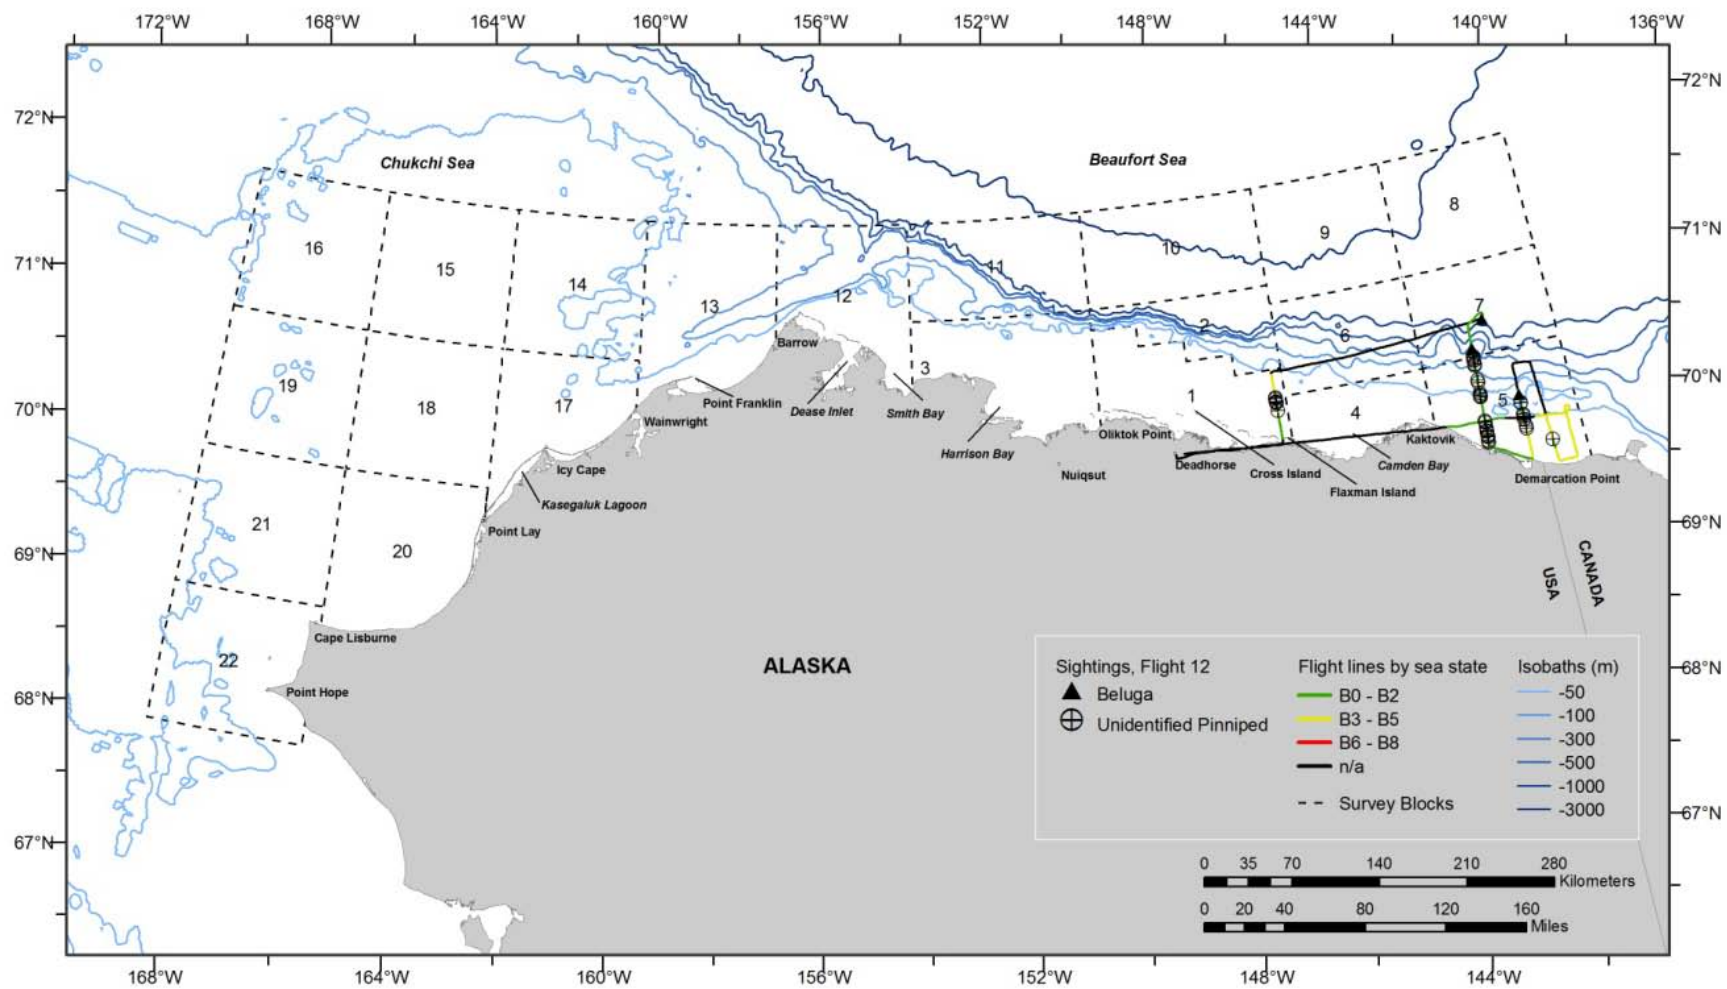 172°W 168°W 164°W 160°W 156°W 152°W 148°W 144°W 140°W 136°W
72°N 72°N
Chukchi Sea
Beaufort Sea
8
9
16
10
71°N 71°N
15
11
14
12
13
7
2
6
Barrow
70°N
3
19
Point Franklin
1
5
18
17
Dease Inlet
Smith Bay
4
70°N
Wainwright
Oliktok Point
Kaktovik
Harrison Bay
Icy Cape
Deadhorse
Camden Bay
Nuiqsut
Cross Island
Demarcation Point
Flaxman Island
Kasegaluk Lagoon
21
69°N
Point Lay
20
69°N
USA
CANADA
Cape Lisburne
22
ALASKA
Point Hope
68°N 68°N
Sightings, Flight 12
Beluga
Unidentified Pinniped
Flight lines by sea state
B0 - B2
B3 - B5
B6 - B8
n/a
Survey Blocks
Isobaths (m)
-50
-100
-300
-500
-1000
-3000
67°N 67°N
0 35 70 140 210 280
Kilometers
0 20 40 80 120 160
Miles
168°W 164°W 160°W 156°W 152°W 148°W 144°W